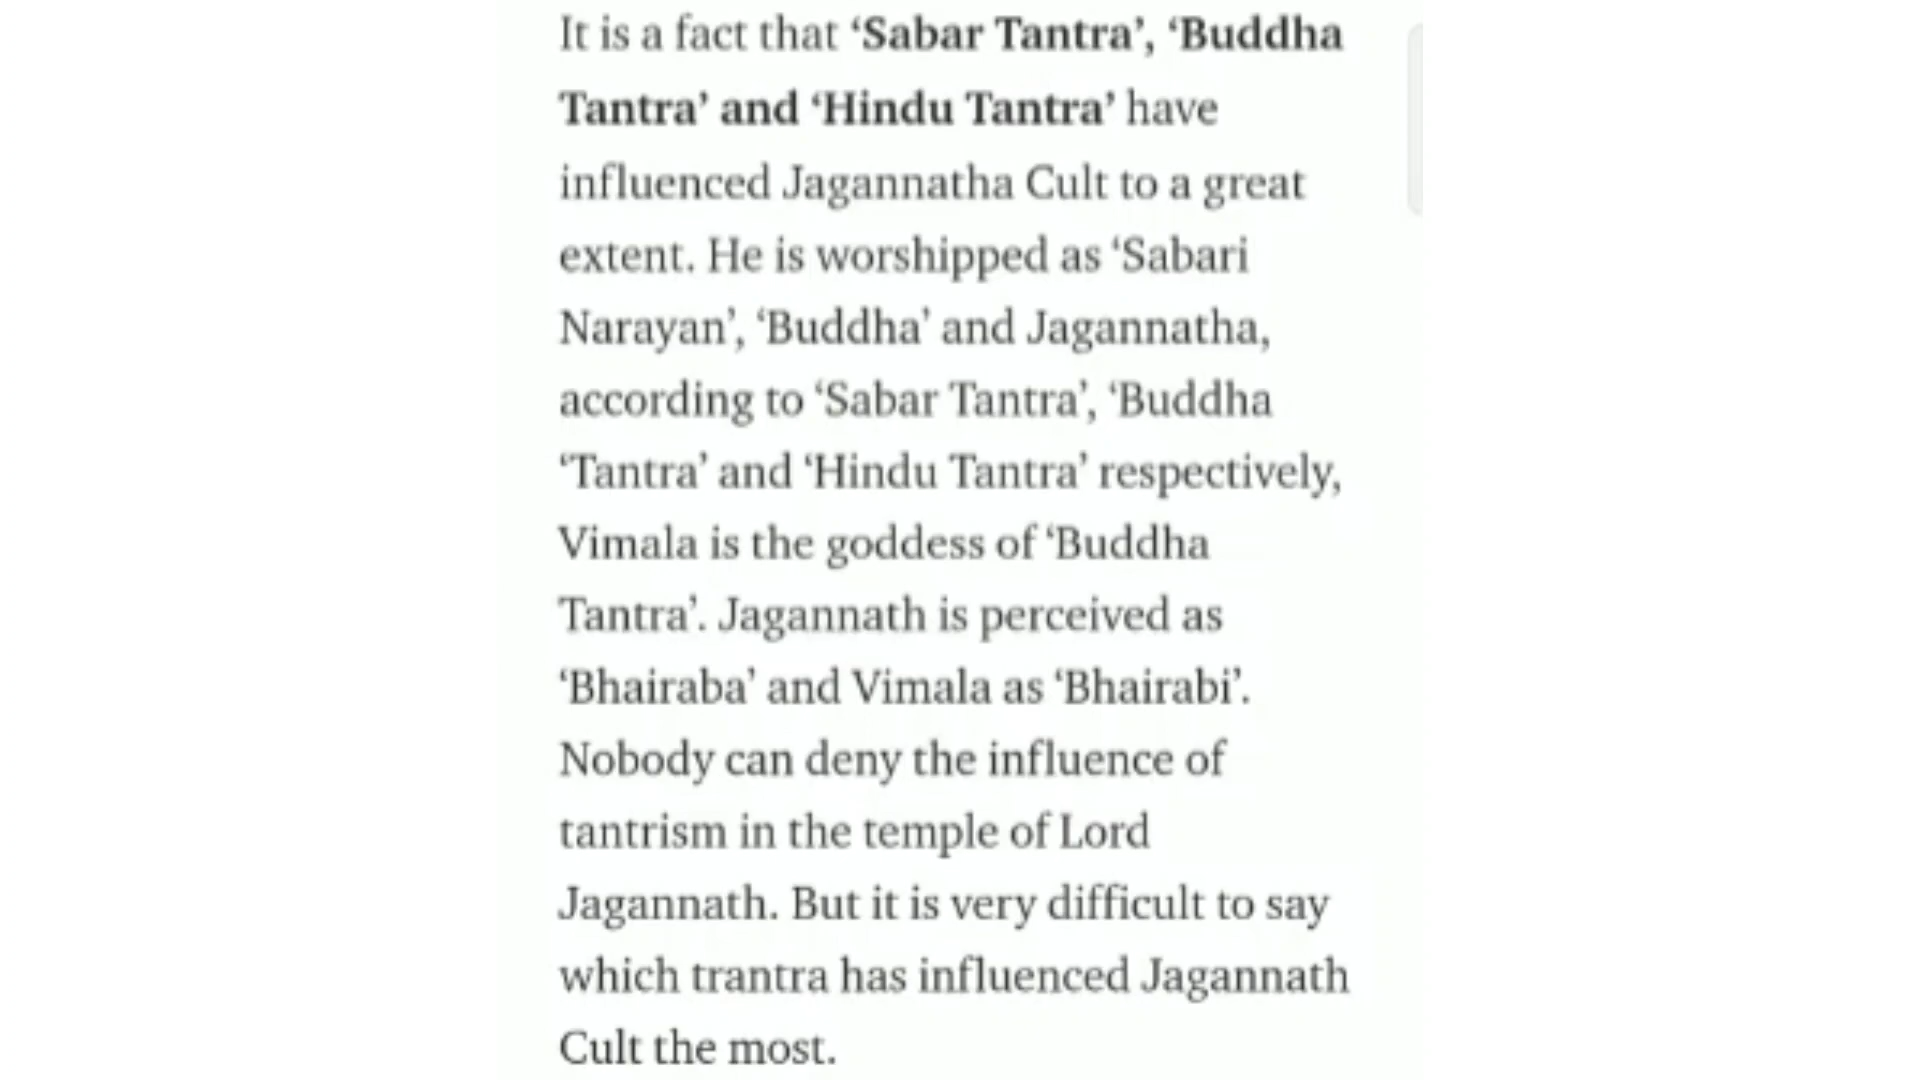 It is a fact that ‘Sabar Tantra’, ‘Buddha
Tantra’ and ‘Hindu Tantra’ have
influenced Jagannatha Cult to a great
extent. He is worshipped as ‘Sabari
Narayan’, ‘Buddha’ and Jagannatha,
according to ‘Sabar Tantra’, ‘Buddha
‘Tantra’ and ‘Hindu Tantra’ respectively,
Vimala is the goddess of ‘Buddha
Tantra’. Jagannath is perceived as
‘Bhairaba’ and Vimala as ‘Bhairabi’.
Nobody can deny the influence of
tantrism in the temple of Lord
Jagannath. But it is very difficult to say
which trantra has influenced Jagannath
Cult the most.